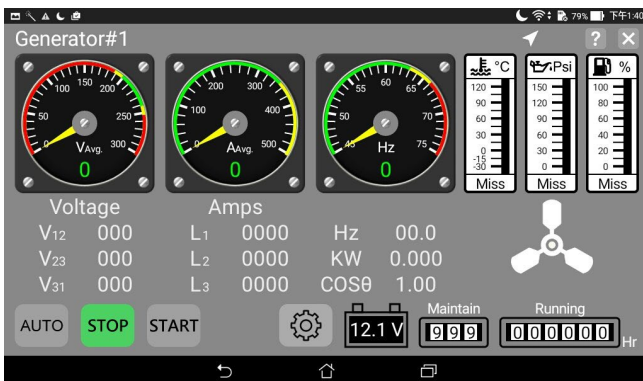 79% 下午1:40
Generator#1 ? ×
50 100 150 200 250 300
VAvg.
0
0 100 200 300 400 500
AAvg.
0
45 50 55 60 65 70 75
Hz
0
°C
120
90
60
30
0
-15
-30
Miss
Psi
150
120
90
60
30
0
Miss
%
100
80
60
40
20
0
Miss
Voltage Amps
V12 000 L1 0000 Hz 00.0
V23 000 L2 0000 KW 0.000
V31 000 L3 0000 COSθ 1.00
AUTO STOP START 12.1 V
Maintain
999
Running
000000 Hr